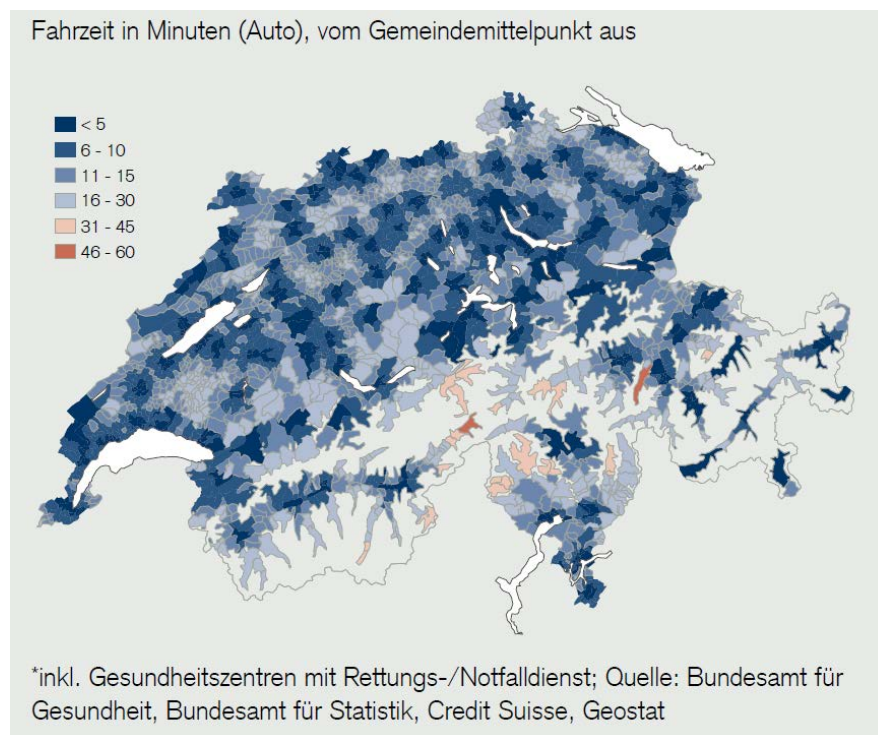 Fahrzeit in Minuten (Auto), vom Gemeindemittelpunkt aus
< 5
6 - 10
11 - 15
16 - 30
31 - 45
46 - 60
*inkl. Gesundheitszentren mit Rettungs-/Notfalldienst; Quelle: Bundesamt für
Gesundheit, Bundesamt für Statistik, Credit Suisse, Geostat